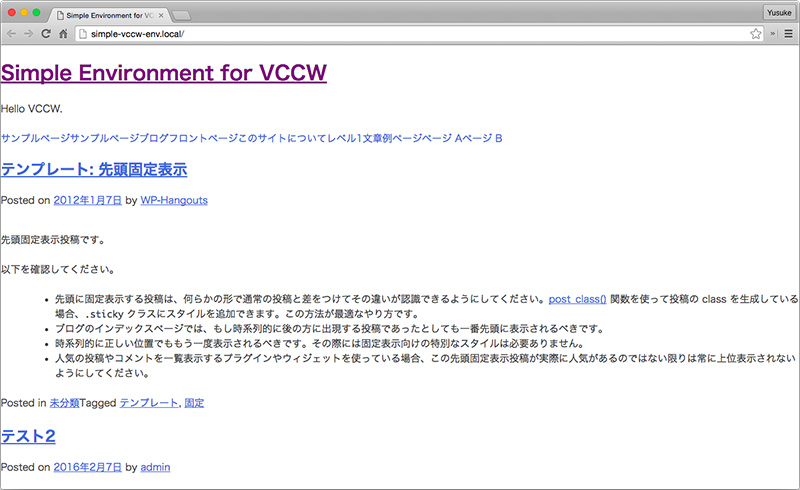 Simple Environment for VC
Yusuke
simple-vccw-env.local/
Simple Environment for VCCW
Hello VCCW.
サンプルページサンプルページブログフロントページこのサイトについてレベル1文章例ページページ Aページ B
テンプレート: 先頭固定表示
Posted on 2012年1月7日 by WP-Hangouts
先頭固定表示投稿です。
以下を確認してください。
• 先頭に固定表示する投稿は、何らかの形で通常の投稿と差をつけてその違いが認識できるようにしてください。post_class() 関数を使って投稿の class を生成している
場合、.sticky クラスにスタイルを追加できます。この方法が最適なやり方です。
• ブログのインデックスページでは、もし時系列的に後の方に出現する投稿であったとしても一番先頭に表示されるべきです。
• 時系列的に正しい位置でももう一度表示されるべきです。その際には固定表示向けの特別なスタイルは必要ありません。
• 人気の投稿やコメントを一覧表示するプラグインやウィジェットを使っている場合、この先頭固定表示投稿が実際に人気があるのではない限りは常に上位表示されない
ようにしてください。
Posted in 未分類Tagged テンプレート, 固定
テスト2
Posted on 2016年2月7日 by admin